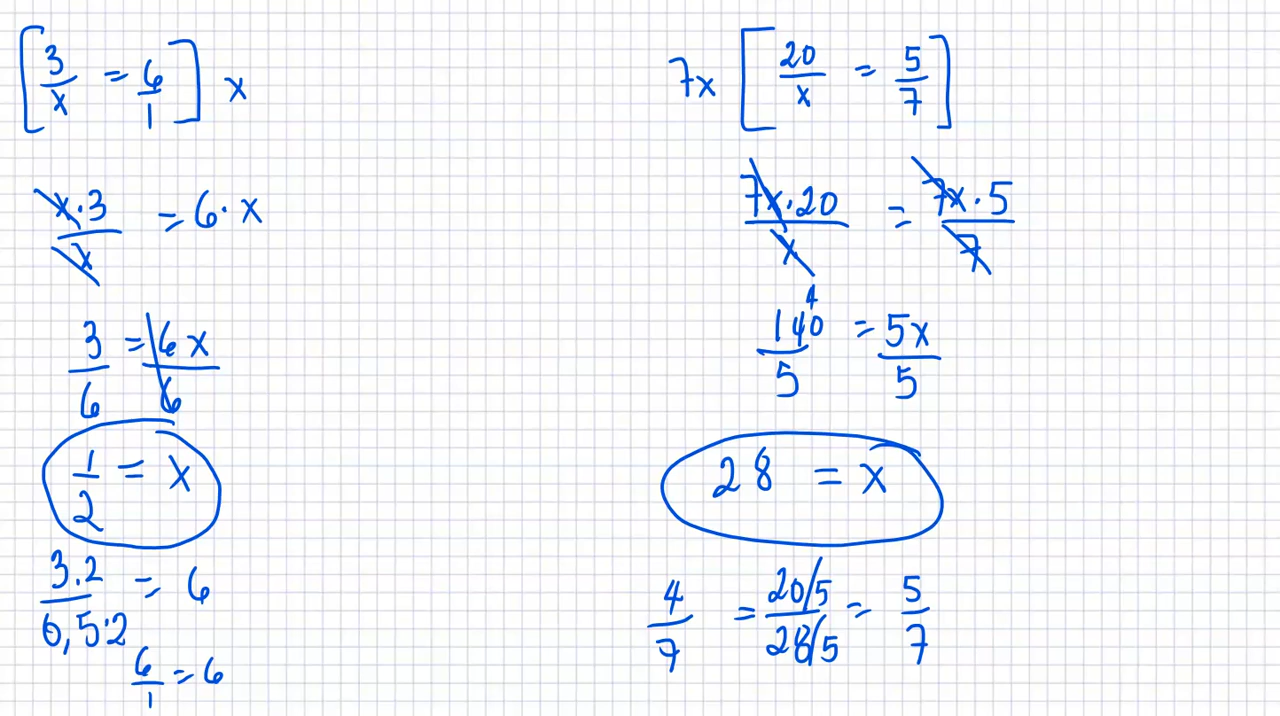 [3/x = 6/1] x
x·3/x = 6·x
3/6 = 6x/6
1/2 = x
3·2/0,5·2 = 6
6/1 = 6
7x [20/x = 5/7]
7x·20/x = 7x·5/7
4
140/5 = 5x/5
28 = x
4/7 = 20/5/28/5 = 5/7